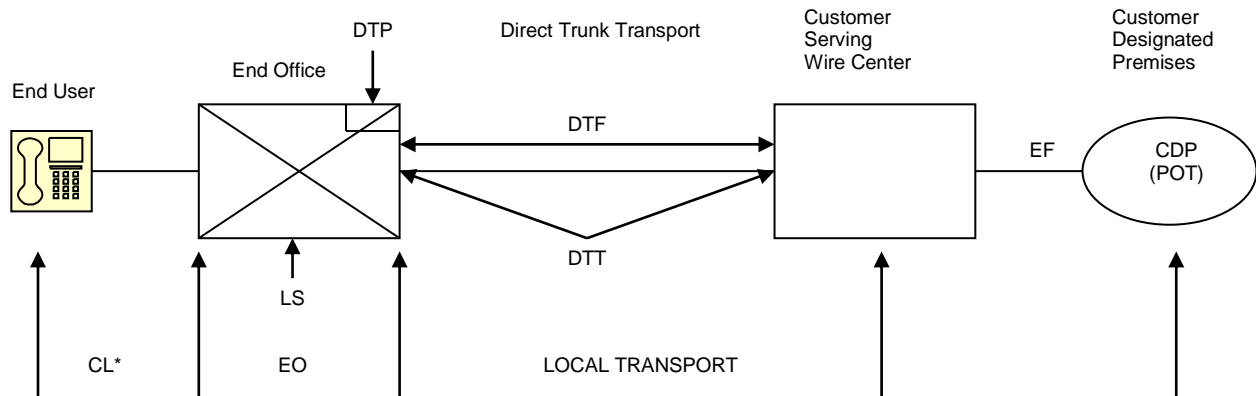 DTP
Direct Trunk Transport
Customer
Serving
Wire Center
Customer
Designated
Premises
End Office
End User
DTF
EF
CDP
(POT)
DTT
LS
CL*
EO
LOCAL TRANSPORT